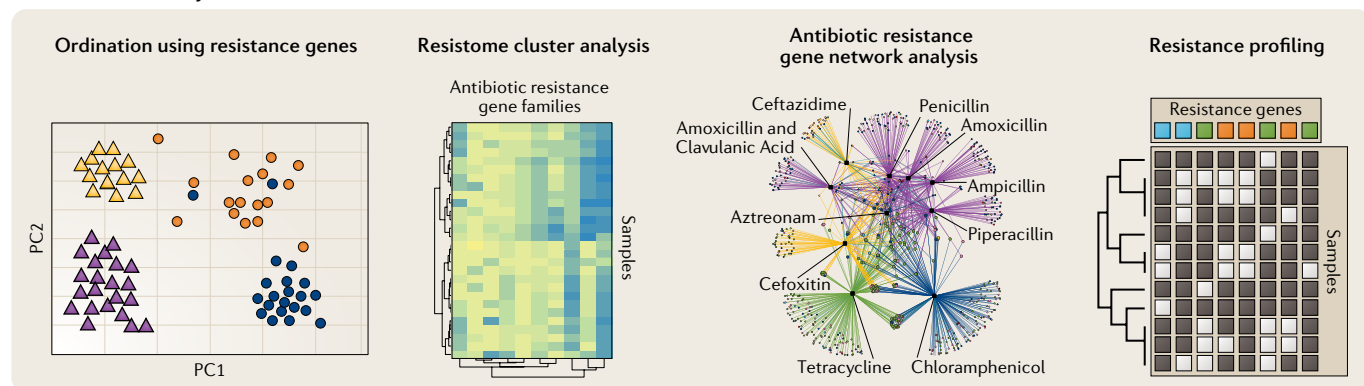 Ordination using resistance genes
PC2
PC1
Resistome cluster analysis
Antibiotic resistance
gene families
Samples
Antibiotic resistance
gene network analysis
Ceftazidime
Penicillin
Amoxicillin and
Clavulanic Acid
Amoxicillin
Ampicillin
Aztreonam
Piperacillin
Cefoxitin
Tetracycline
Chloramphenicol
Resistance profiling
Resistance genes
Samples